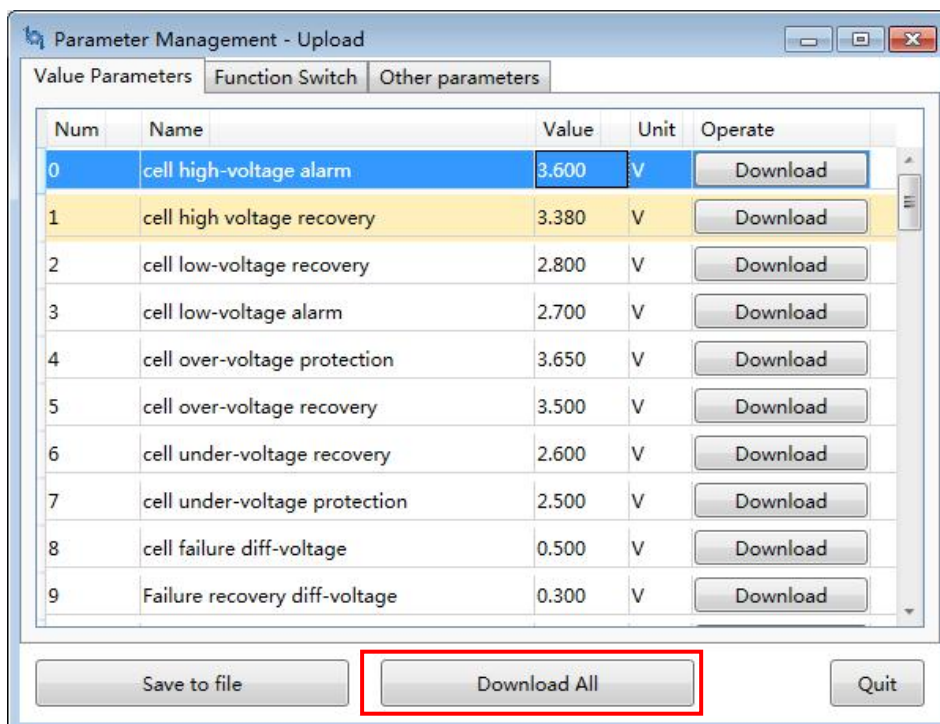 Parameter Management - Upload
Value Parameters Function Switch Other parameters
Num Name Value Unit Operate
0 cell high-voltage alarm 3.600 V Download
1 cell high voltage recovery 3.380 V Download
2 cell low-voltage recovery 2.800 V Download
3 cell low-voltage alarm 2.700 V Download
4 cell over-voltage protection 3.650 V Download
5 cell over-voltage recovery 3.500 V Download
6 cell under-voltage recovery 2.600 V Download
7 cell under-voltage protection 2.500 V Download
8 cell failure diff-voltage 0.500 V Download
9 Failure recovery diff-voltage 0.300 V Download
Save to file Download All Quit